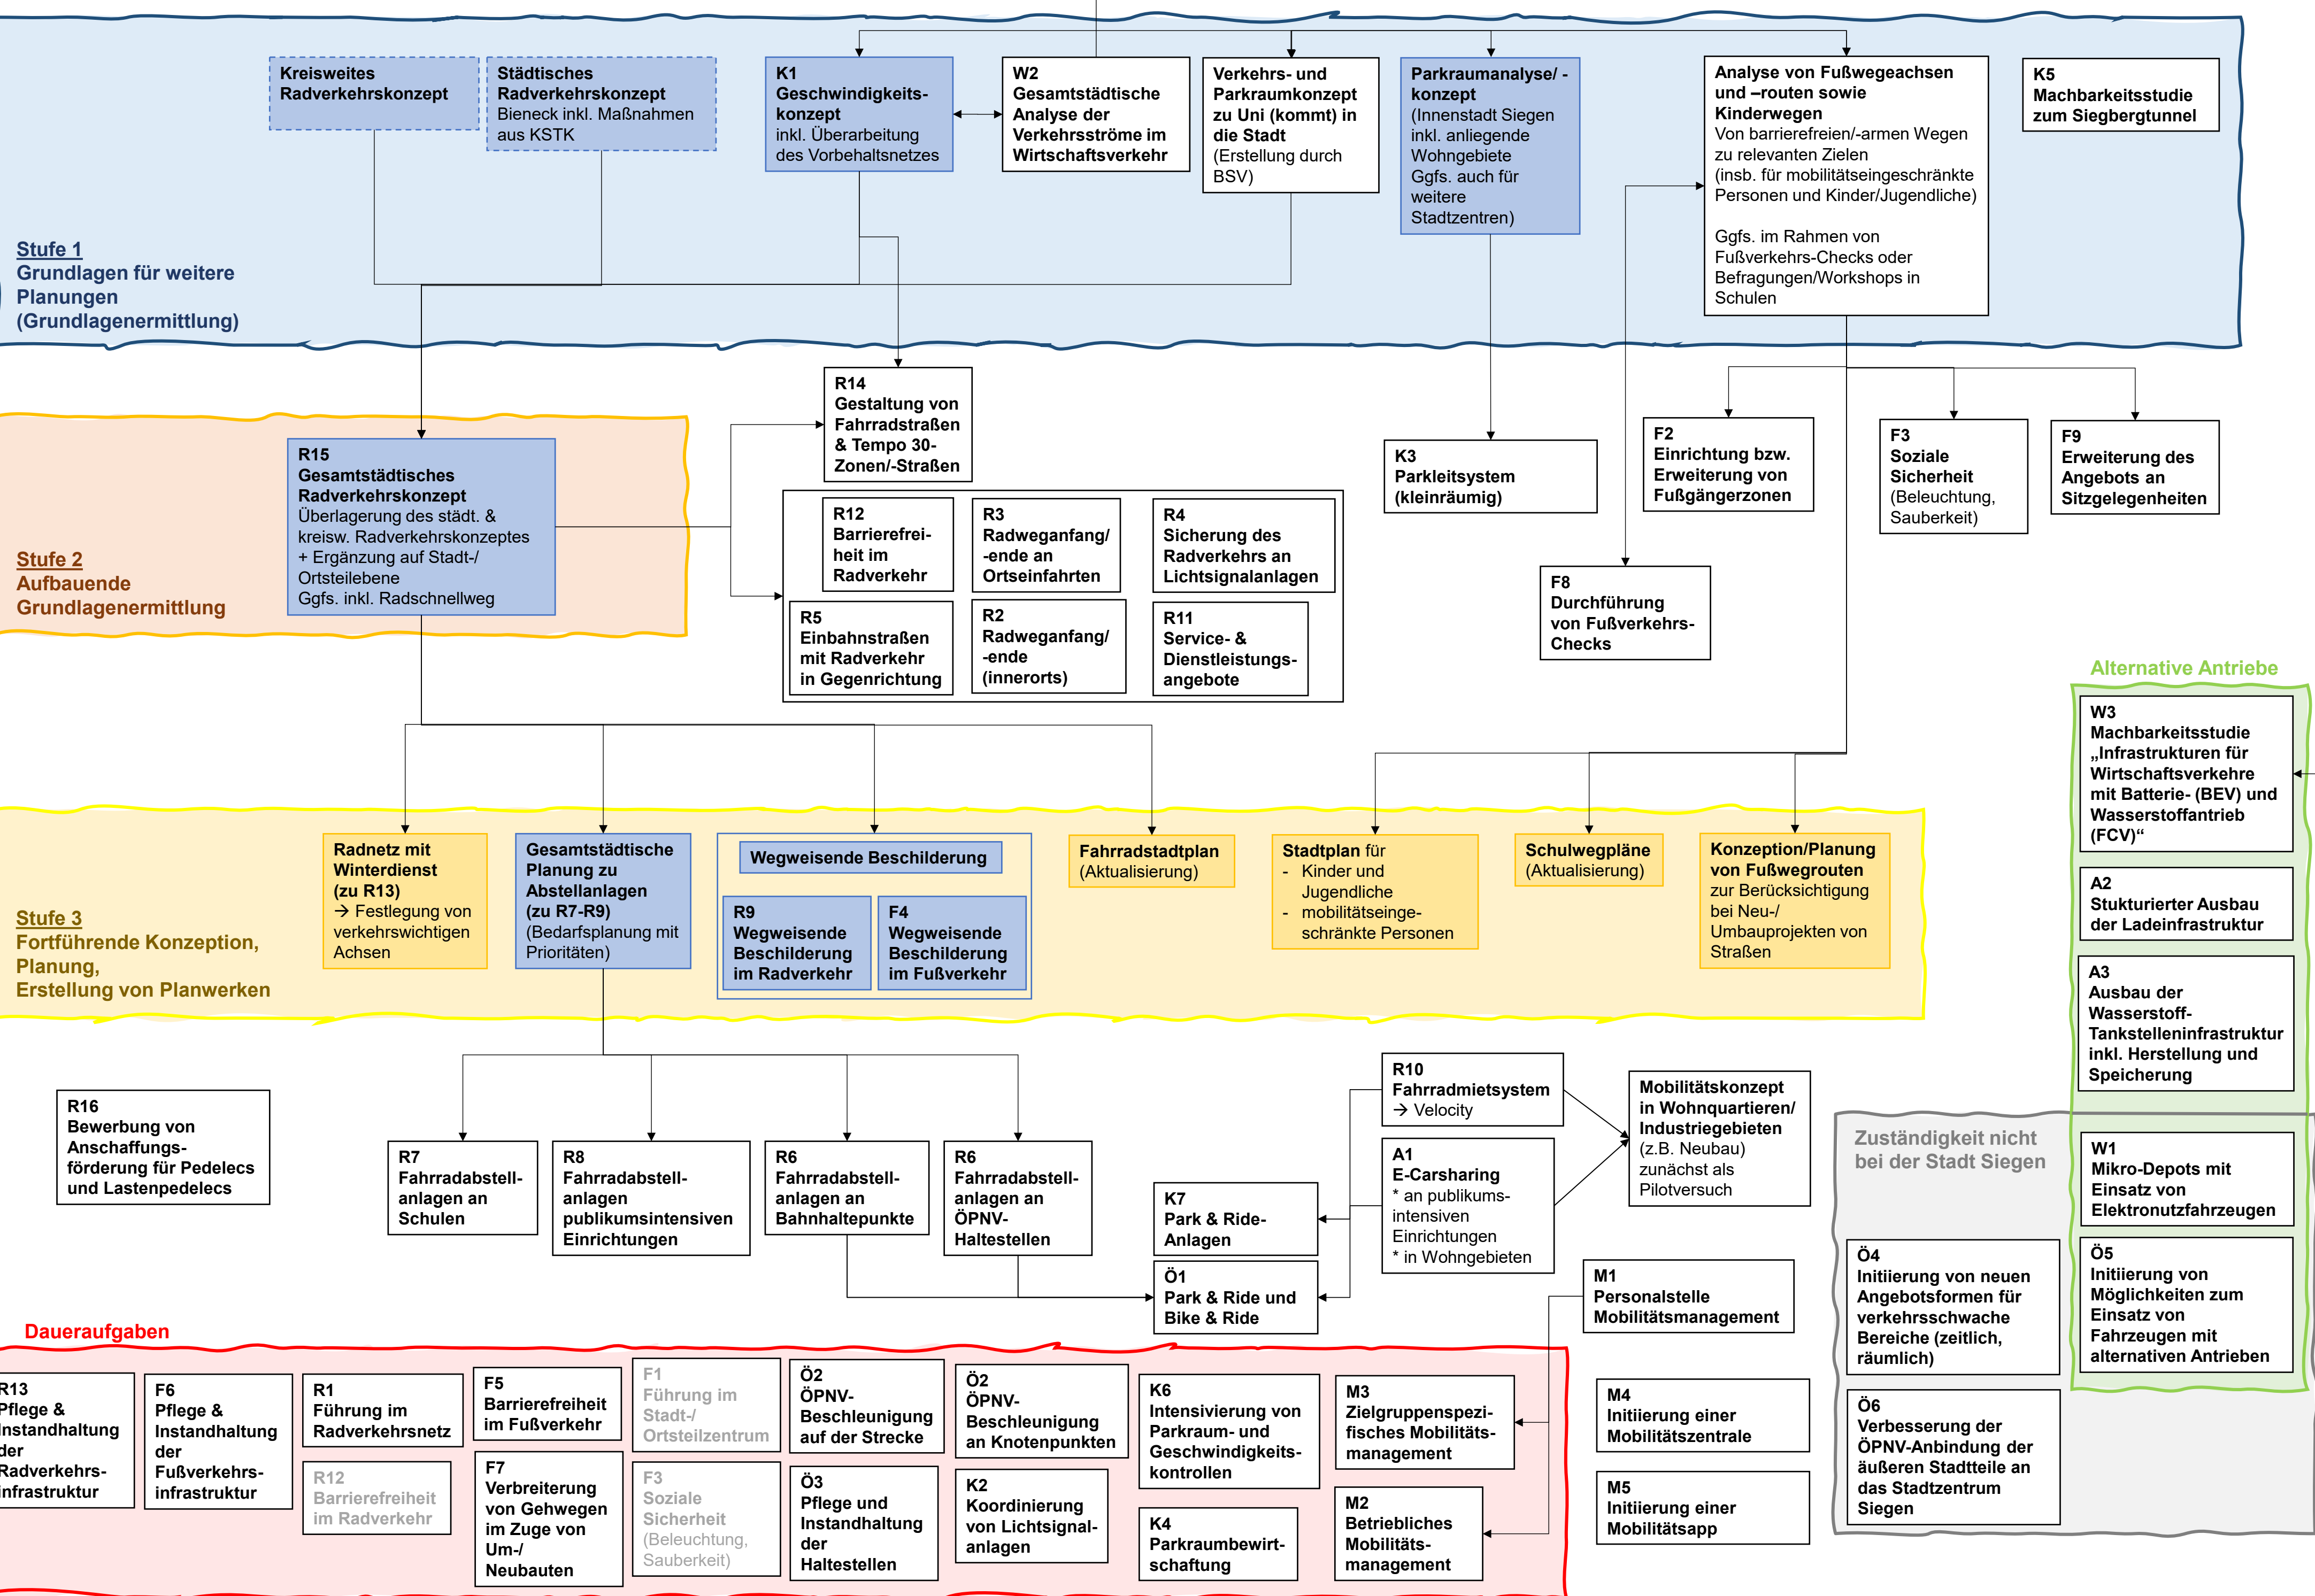 Kreisweites
Radverkehrskonzept
Städtisches
Radverkehrskonzept
Bieneck inkl. Maßnahmen
aus KSTK
K1
Geschwindigkeits-
konzept
inkl. Überarbeitung
des Vorbehaltsnetzes
W2
Gesamtstädtische
Analyse der
Verkehrsströme im
Wirtschaftsverkehr
Verkehrs- und
Parkraumkonzept
zu Uni (kommt) in
die Stadt
(Erstellung durch
BSV)
Parkraumanalyse/ -
konzept
(Innenstadt Siegen
inkl. anliegende
Wohngebiete
Ggfs. auch für
weitere
Stadtzentren)
Analyse von Fußwegeachsen
und –routen sowie
Kinderwegen
Von barrierefreien/-armen Wegen
zu relevanten Zielen
(insb. für mobilitätseingeschränkte
Personen und Kinder/Jugendliche)
Ggfs. im Rahmen von
Fußverkehrs-Checks oder
Befragungen/Workshops in
Schulen
K5
Machbarkeitsstudie
zum Siegbergtunnel
Stufe 1
Grundlagen für weitere
Planungen
(Grundlagenermittlung)
R14
Gestaltung von
Fahrradstraßen
& Tempo 30-
Zonen/-Straßen
K3
Parkleitsystem
(kleinräumig)
F2
Einrichtung bzw.
Erweiterung von
Fußgängerzonen
F3
Soziale
Sicherheit
(Beleuchtung,
Sauberkeit)
F9
Erweiterung des
Angebots an
Sitzgelegenheiten
Stufe 2
Aufbauende
Grundlagenermittlung
R15
Gesamtstädtisches
Radverkehrskonzept
Überlagerung des städt. &
kreisw. Radverkehrskonzeptes
+ Ergänzung auf Stadt-/
Ortsteilebene
Ggfs. inkl. Radschnellweg
R12
Barrierefrei-
heit im
Radverkehr
R3
Radweganfang/
-ende an
Ortseinfahrten
R4
Sicherung des
Radverkehrs an
Lichtsignalanlagen
R5
Einbahnstraßen
mit Radverkehr
in Gegenrichtung
R2
Radweganfang/
-ende
(innerorts)
R11
Service- &
Dienstleistungs-
angebote
F8
Durchführung
von Fußverkehrs-
Checks
Alternative Antriebe
W3
Machbarkeitsstudie
„Infrastrukturen für
Wirtschaftsverkehre
mit Batterie- (BEV) und
Wasserstoffantrieb
(FCV)“
A2
Stukturierter Ausbau
der Ladeinfrastruktur
A3
Ausbau der
Wasserstoff-
Tankstelleninfrastruktur
inkl. Herstellung und
Speicherung
W1
Mikro-Depots mit
Einsatz von
Elektronutzfahrzeugen
Ö5
Initiierung von
Möglichkeiten zum
Einsatz von
Fahrzeugen mit
alternativen Antrieben
Stufe 3
Fortführende Konzeption,
Planung,
Erstellung von Planwerken
Radnetz mit
Winterdienst
(zu R13)
→ Festlegung von
verkehrswichtigen
Achsen
Gesamtstädtische
Planung zu
Abstellanlagen
(zu R7-R9)
(Bedarfsplanung mit
Prioritäten)
Wegweisende Beschilderung
R9
Wegweisende
Beschilderung
im Radverkehr
F4
Wegweisende
Beschilderung
im Fußverkehr
Fahrradstadtplan
(Aktualisierung)
Stadtplan für
- Kinder und
Jugendliche
- mobilitätseinge-
schränkte Personen
Schulwegpläne
(Aktualisierung)
Konzeption/Planung
von Fußwegrouten
zur Berücksichtigung
bei Neu-/
Umbauprojekten von
Straßen
R16
Bewerbung von
Anschaffungs-
förderung für Pedelecs
und Lastenpedelecs
R7
Fahrradabstell-
anlagen an
Schulen
R8
Fahrradabstell-
anlagen
publikumsintensiven
Einrichtungen
R6
Fahrradabstell-
anlagen an
Bahnhaltepunkte
R6
Fahrradabstell-
anlagen an
ÖPNV-
Haltestellen
K7
Park & Ride-
Anlagen
Ö1
Park & Ride und
Bike & Ride
R10
Fahrradmietsystem
→ Velocity
A1
E-Carsharing
* an publikums-
intensiven
Einrichtungen
* in Wohngebieten
Mobilitätskonzept
in Wohnquartieren/
Industriegebieten
(z.B. Neubau)
zunächst als
Pilotversuch
Zuständigkeit nicht
bei der Stadt Siegen
Ö4
Initiierung von neuen
Angebotsformen für
verkehrsschwache
Bereiche (zeitlich,
räumlich)
Ö6
Verbesserung der
ÖPNV-Anbindung der
äußeren Stadtteile an
das Stadtzentrum
Siegen
M1
Personalstelle
Mobilitätsmanagement
M4
Initiierung einer
Mobilitätszentrale
M5
Initiierung einer
Mobilitätsapp
Daueraufgaben
R13
Pflege &
Instandhaltung
der
Radverkehrs-
infrastruktur
F6
Pflege &
Instandhaltung
der
Fußverkehrs-
infrastruktur
R1
Führung im
Radverkehrsnetz
R12
Barrierefreiheit
im Radverkehr
F5
Barrierefreiheit
im Fußverkehr
F7
Verbreiterung
von Gehwegen
im Zuge von
Um-/
Neubauten
F1
Führung im
Stadt-/
Ortsteilzentrum
F3
Soziale
Sicherheit
(Beleuchtung,
Sauberkeit)
Ö2
ÖPNV-
Beschleunigung
auf der Strecke
Ö3
Pflege und
Instandhaltung
der
Haltestellen
Ö2
ÖPNV-
Beschleunigung
an Knotenpunkten
K2
Koordinierung
von Lichtsignal-
anlagen
K6
Intensivierung von
Parkraum- und
Geschwindigkeits-
kontrollen
K4
Parkraumbewirt-
schaftung
M3
Zielgruppenspezi-
fisches Mobilitäts-
management
M2
Betriebliches
Mobilitäts-
management